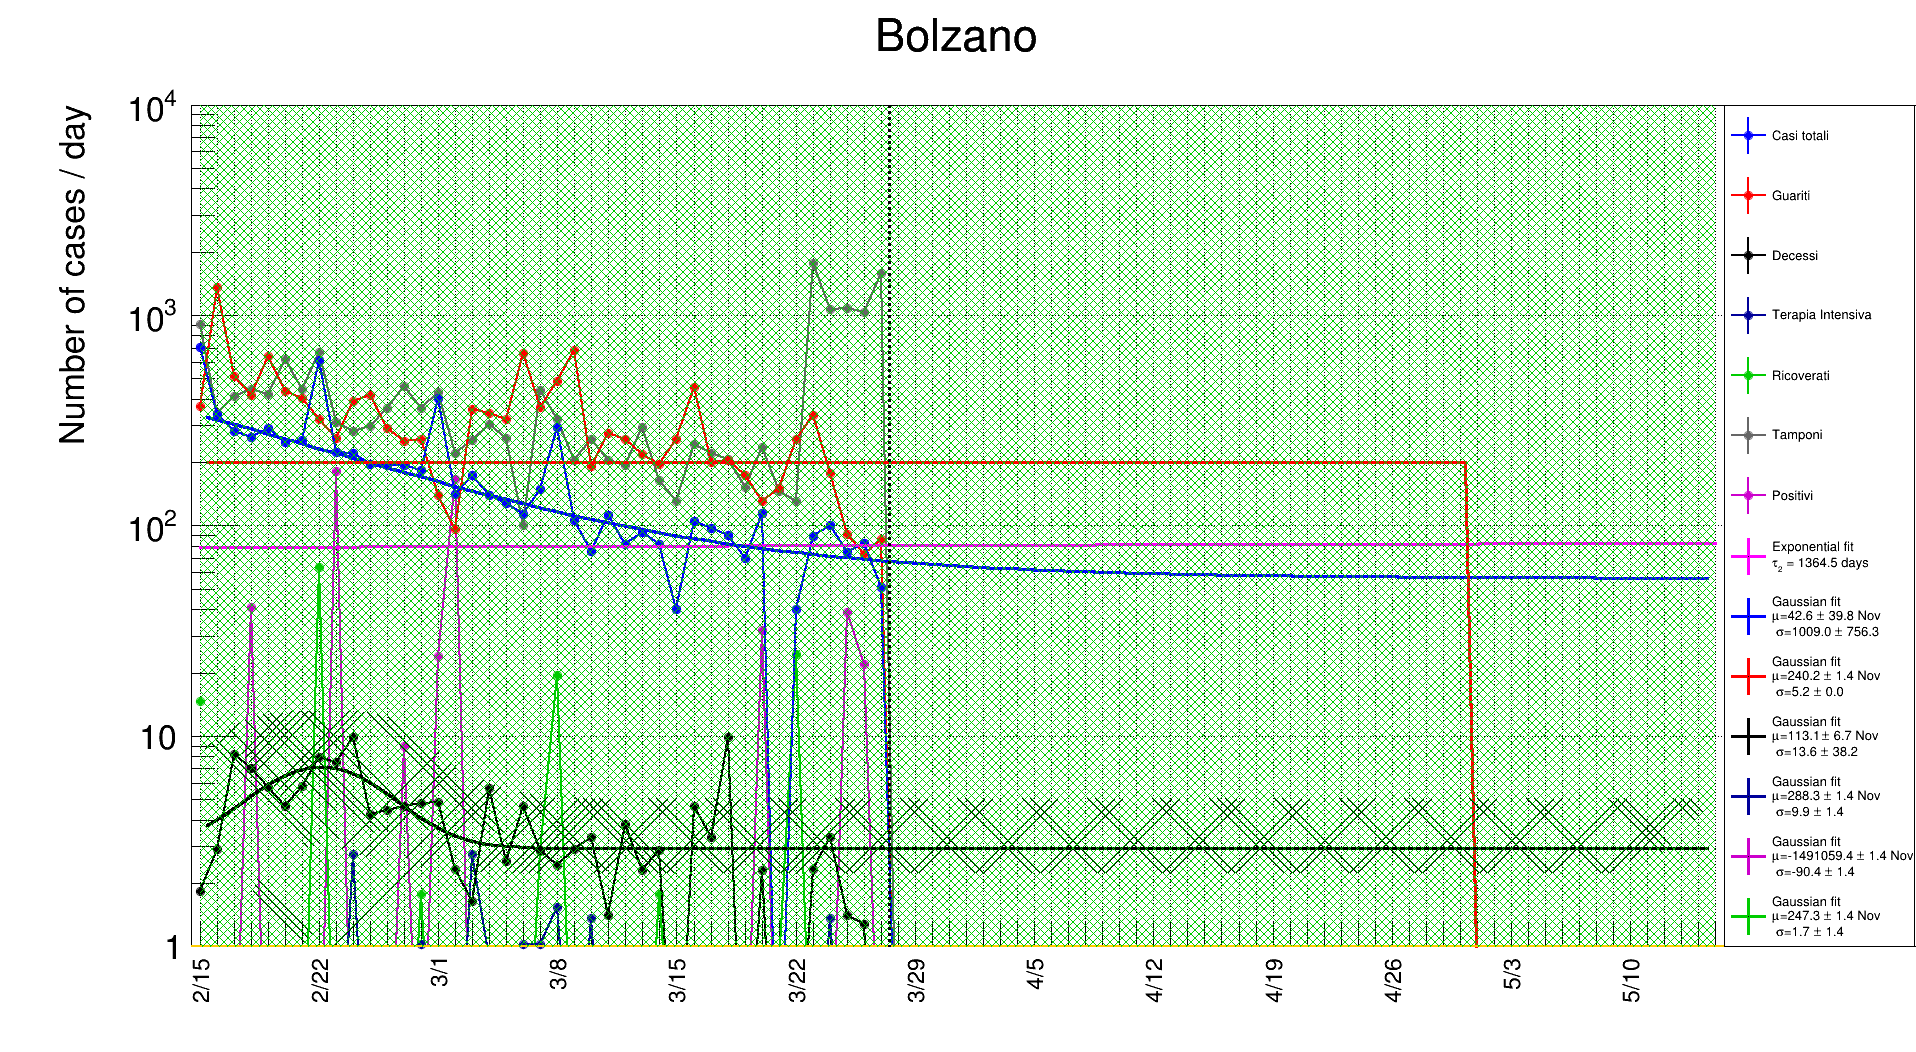 Bolzano
Number of cases / day
10⁴
10³
10²
10
1
2/15
2/22
3/1
3/8
3/15
3/22
3/29
4/5
4/12
4/19
4/26
5/3
5/10
Casi totali
Guariti
Decessi
Terapia Intensiva
Ricoverati
Tamponi
Positivi
Exponential fit
τ₂ = 1364.5 days
Gaussian fit
μ=42.6 ± 39.8 Nov
σ=1009.0 ± 756.3
Gaussian fit
μ=240.2 ± 1.4 Nov
σ=5.2 ± 0.0
Gaussian fit
μ=113.1 ± 6.7 Nov
σ=13.6 ± 38.2
Gaussian fit
μ=288.3 ± 1.4 Nov
σ=9.9 ± 1.4
Gaussian fit
μ=-1491059.4 ± 1.4 Nov
σ=-90.4 ± 1.4
Gaussian fit
μ=247.3 ± 1.4 Nov
σ=1.7 ± 1.4